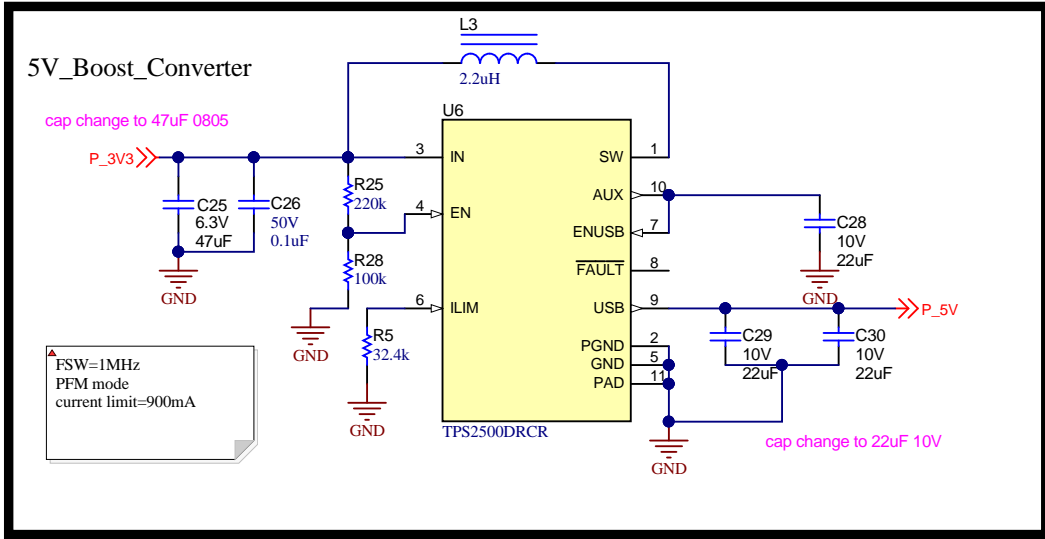 L3
5V_Boost_Converter
2.2uH
U6
cap change to 47uF 0805
P_3V3
3
IN
SW
1
R25
220k
AUX
10
C25
6.3V
47uF
C26
50V
0.1uF
4
EN
ENUSB
7
C28
10V
22uF
R28
100k
FAULT
8
GND
GND
6
ILIM
USB
9
P_5V
GND
R5
32.4k
C29
10V
22uF
C30
10V
22uF
PGND
2
GND
5
PAD
11
FSW=1MHz
PFM mode
current limit=900mA
GND
TPS2500DRCR
cap change to 22uF 10V
GND